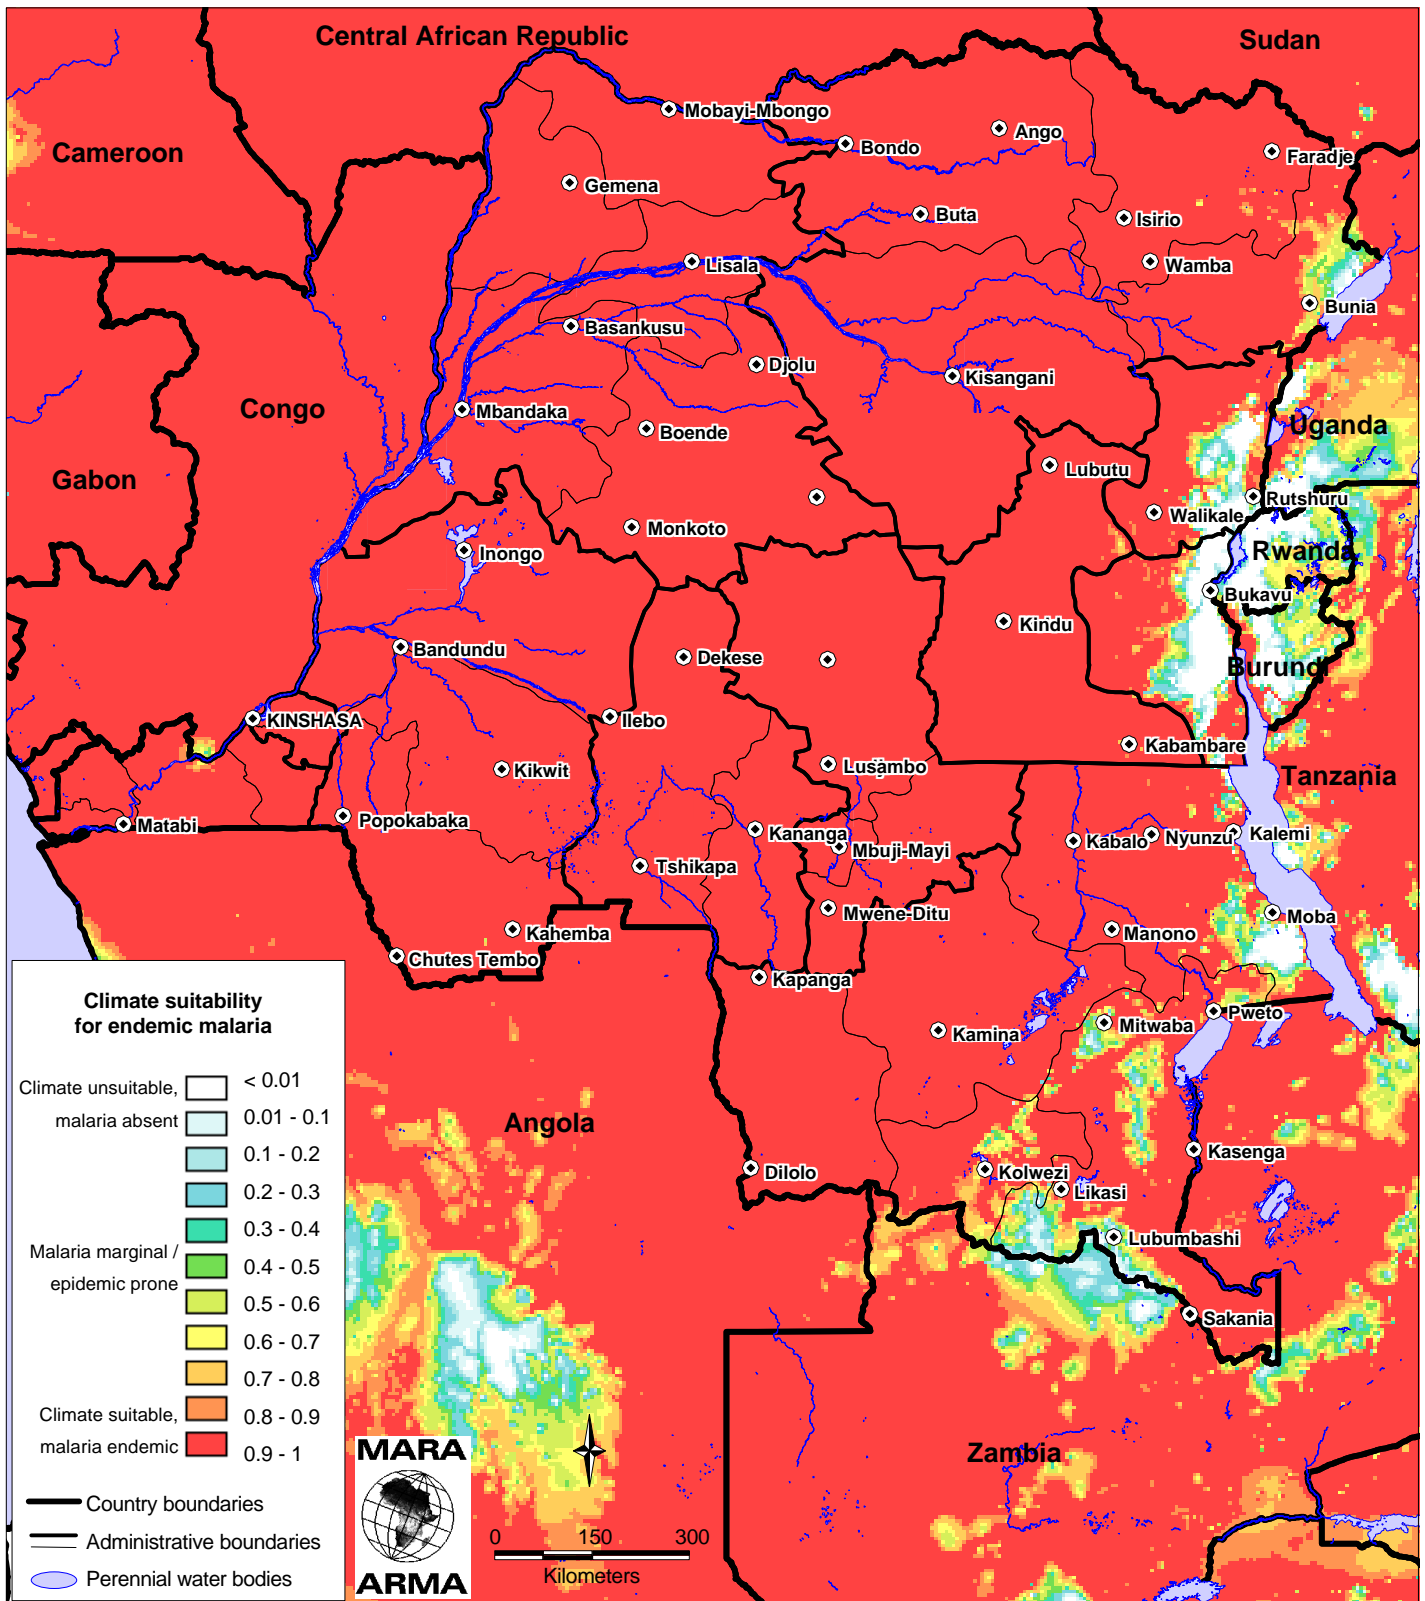 Central African Republic
Sudan
Mobayi-Mbongo
Ango
Cameroon
Bondo
Faradje
Gemena
Buta
Isirio
Lisala
Wamba
Bunia
Basankusu
Djolu
Kisangani
Congo
Mbandaka
Uganda
Boende
Gabon
Lubutu
Rutshuru
Walikale
Monkoto
Inongo
Rwanda
Bukavu
Kindu
Bandundu
Dekese
Burundi
KINSHASA
Ilebo
Kabambare
Kikwit
Lusambo
Tanzania
Matabi
Popokabaka
Kananga
Kabalo
Nyunzu
Kalemi
Mbuji-Mayi
Tshikapa
Mwene-Ditu
Moba
Kahemba
Manono
Chutes Tembo
Kapanga
Pweto
Mitwaba
Kamina
Angola
Kasenga
Dilolo
Kolwezi
Likasi
Lubumbashi
Sakania
Zambia
Climate suitability
for endemic malaria
Climate unsuitable,
malaria absent
< 0.01
0.01 - 0.1
0.1 - 0.2
0.2 - 0.3
0.3 - 0.4
Malaria marginal /
epidemic prone
0.4 - 0.5
0.5 - 0.6
0.6 - 0.7
0.7 - 0.8
Climate suitable,
malaria endemic
0.8 - 0.9
0.9 - 1
Country boundaries
Administrative boundaries
Perennial water bodies
MARA
ARMA
0 150 300
Kilometers